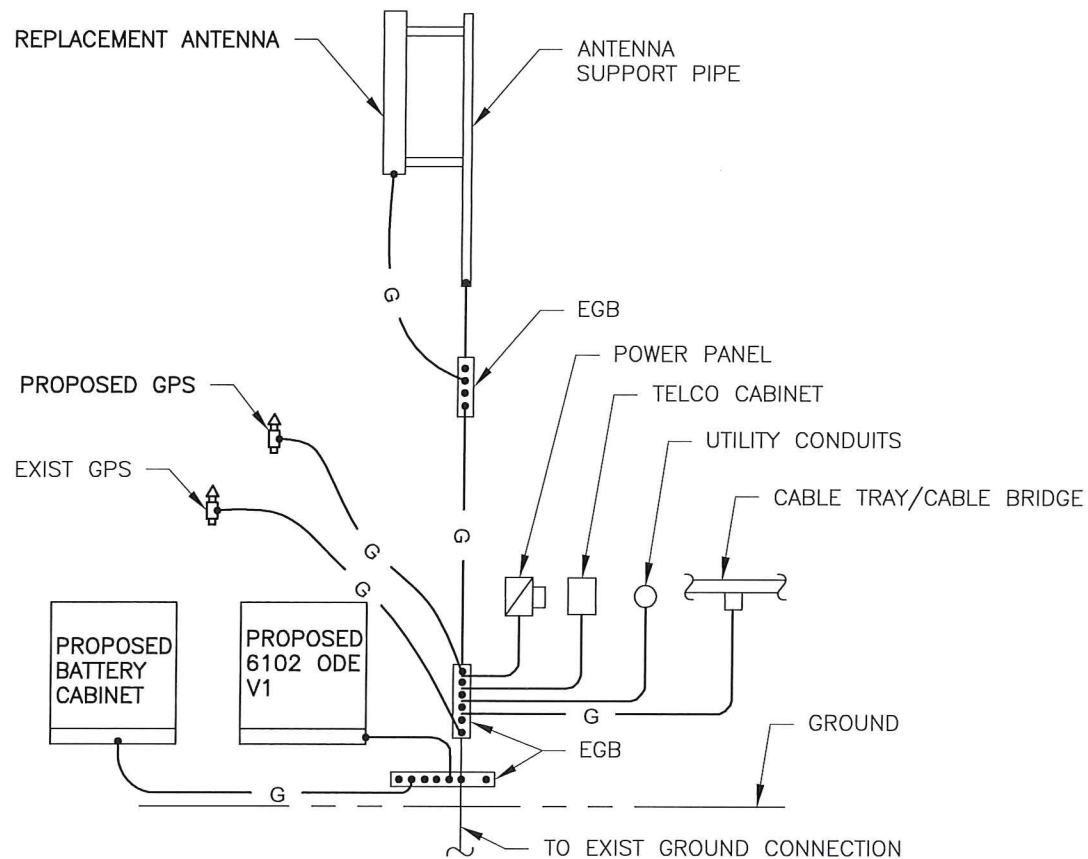 REPLACEMENT ANTENNA
ANTENNA
SUPPORT PIPE
G
EGB
POWER PANEL
PROPOSED GPS
TELCO CABINET
UTILITY CONDUITS
EXIST GPS
CABLE TRAY/CABLE BRIDGE
G
G
G
PROPOSED
BATTERY
CABINET
PROPOSED
6102 ODE
V1
G
GROUND
EGB
G
TO EXIST GROUND CONNECTION